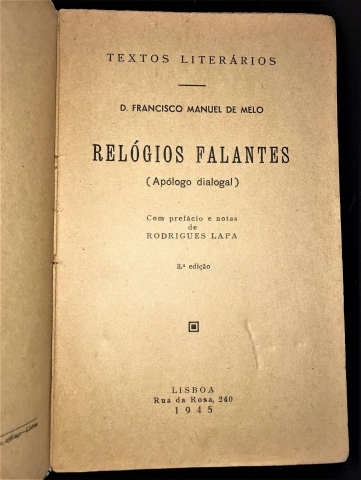 TEXTOS LITERÁRIOS
D. FRANCISCO MANUEL DE MELO
RELÓGIOS FALANTES
(Apólogo dialogal)
Com prefácio e notas
de
RODRIGUES LAPA
3.ª edição
LISBOA
Rua da Rosa, 240
1945